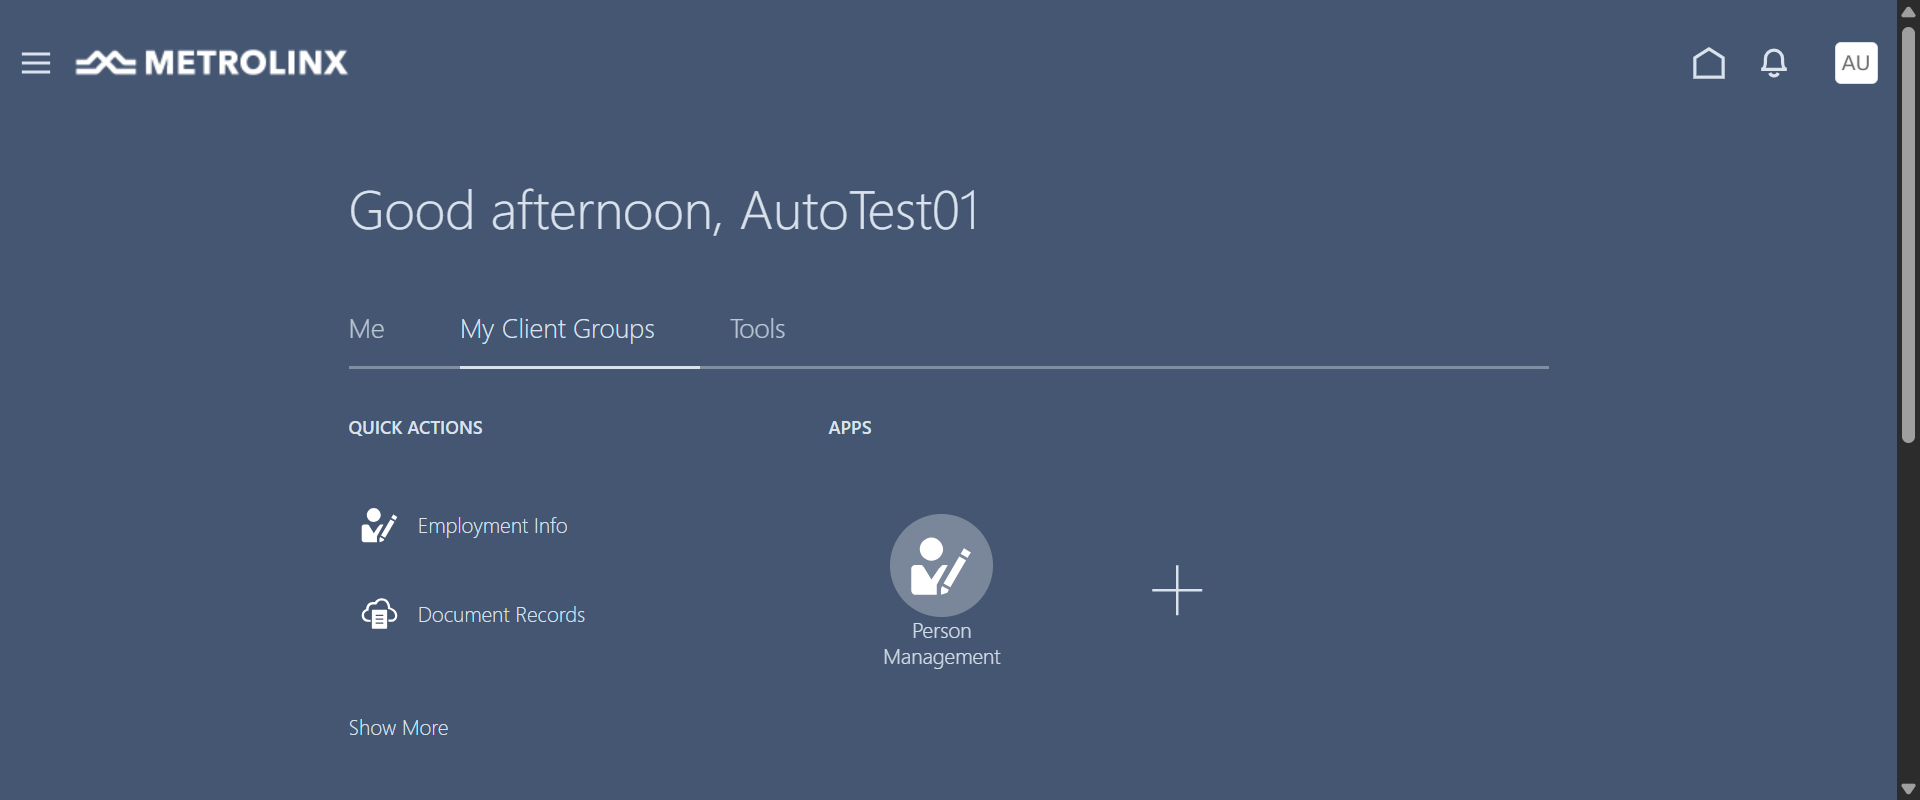 METROLINX
AU
Good afternoon, AutoTest01
Me
My Client Groups
Tools
QUICK ACTIONS
APPS
Employment Info
Document Records
Person
Management
Show More